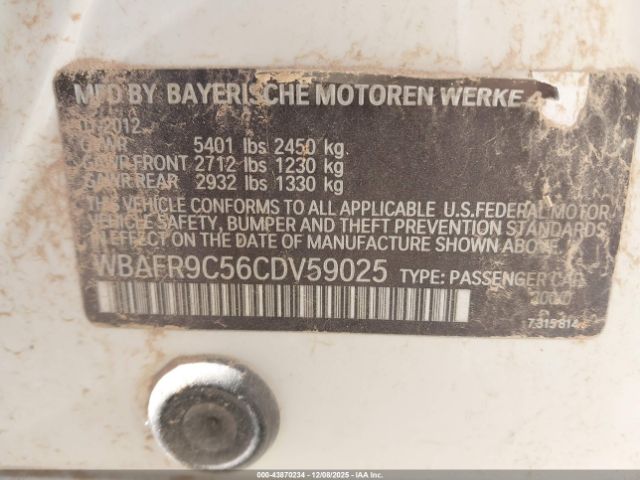 MFD BY BAYERISCHE MOTOREN WERKE
2012
GVWR 5401 lbs 2450 kg
GAWR FRONT 2712 lbs 1230 kg
GAWR REAR 2932 lbs 1330 kg
THIS VEHICLE CONFORMS TO ALL APPLICABLE U.S.FEDERAL MOTOR
VEHICLE SAFETY, BUMPER AND THEFT PREVENTION STANDARDS
IN EFFECT ON THE DATE OF MANUFACTURE SHOWN ABOVE.
WBAFR9C56CDV59025 TYPE: PASSENGER CAR
7 315 814
000-43870234 | 12/08/2025 | IAA Inc.